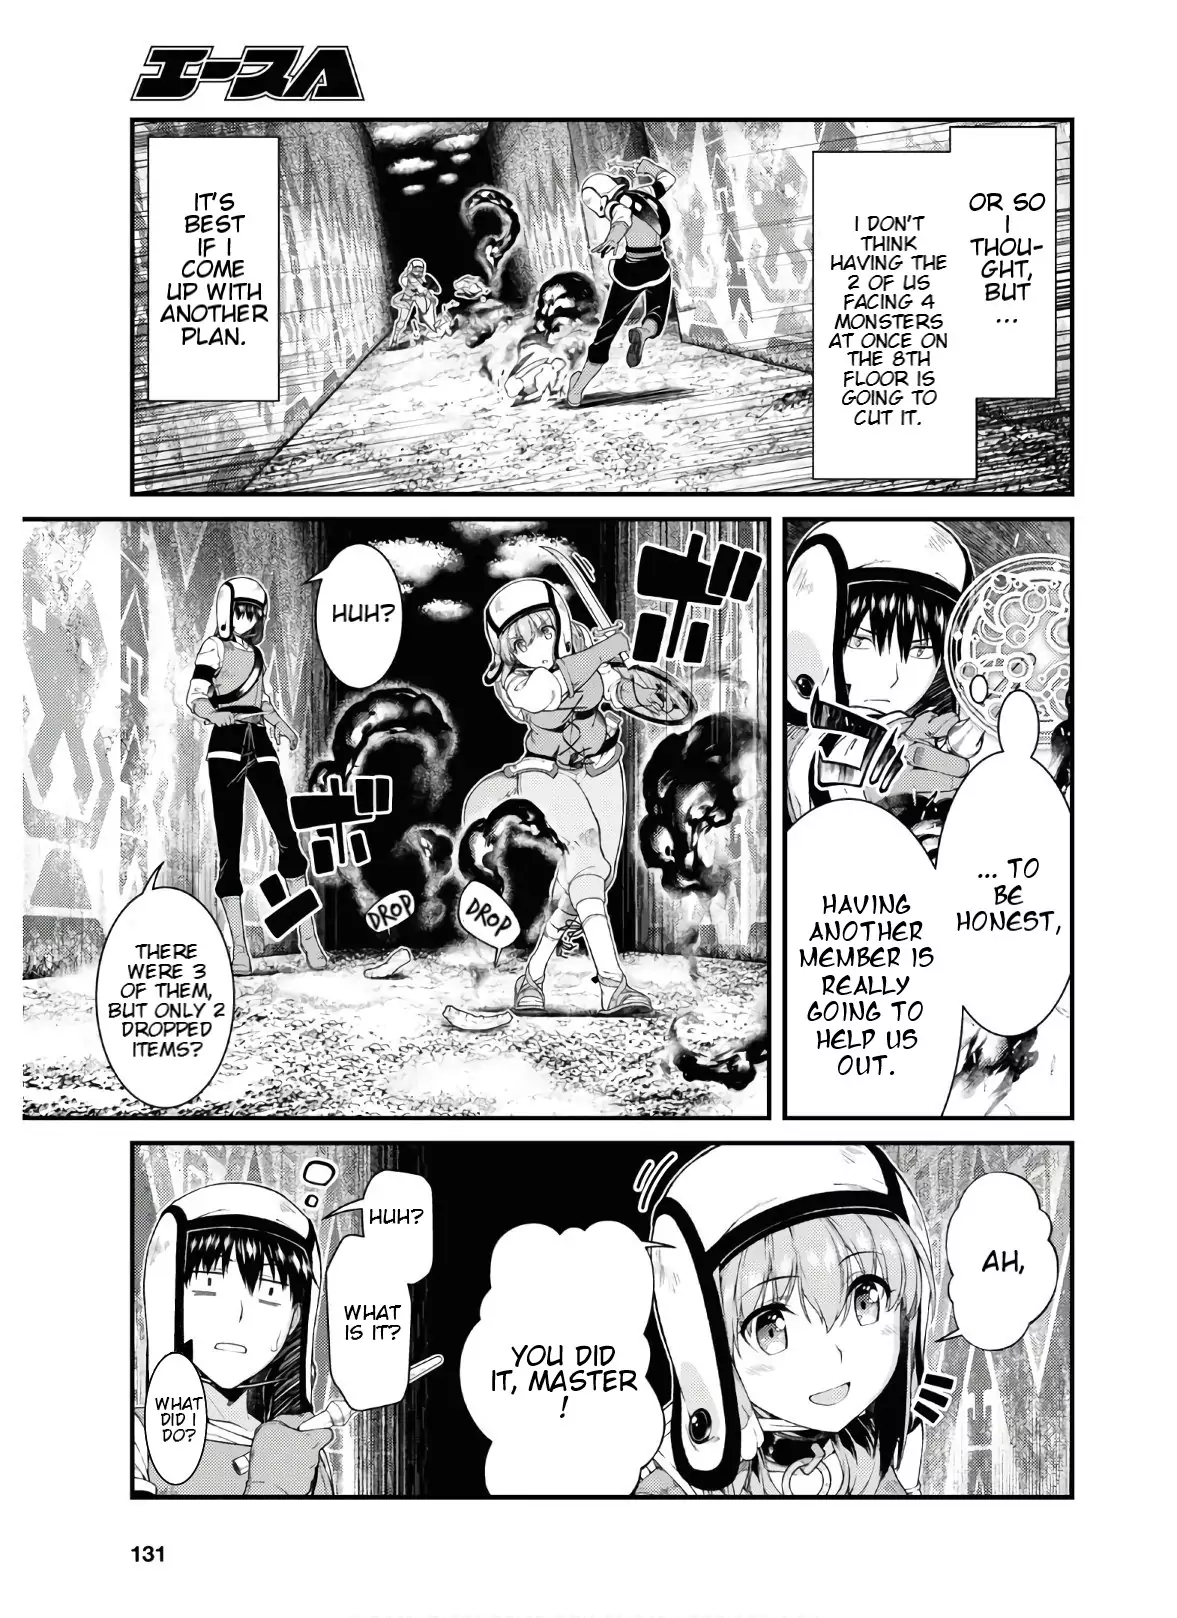 エースA
OR SO
I
THOU-
GHT,
BUT
...
I DON'T
THINK
HAVING THE
2 OF US
FACING 4
MONSTERS
AT ONCE ON
THE 8TH
FLOOR IS
GOING TO
CUT IT.
IT'S
BEST
IF I
COME
UP WITH
ANOTHER
PLAN.
... TO
BE
HONEST,
HAVING
ANOTHER
MEMBER IS
REALLY
GOING TO
HELP US
OUT.
ボボボン
HUH?
DROP
DROP
THERE
WERE 3
OF THEM,
BUT ONLY 2
DROPPED
ITEMS?
AH,
YOU DID
IT, MASTER
!
HUH?
WHAT
IS IT?
WHAT
DID I
DO?
131